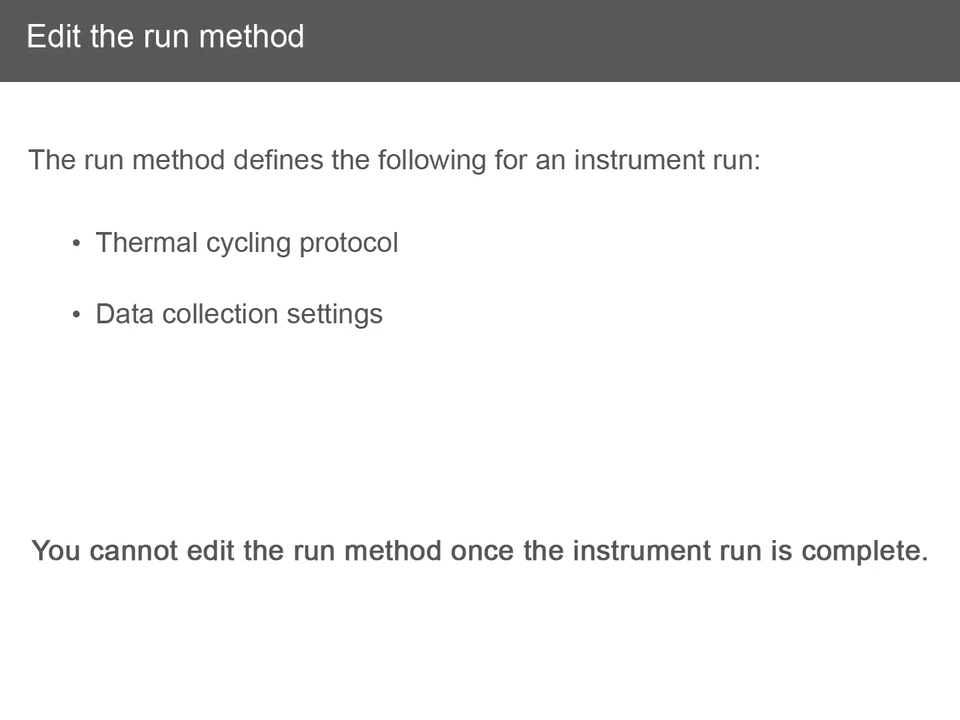 Edit the run method
The run method defines the following for an instrument run:
• Thermal cycling protocol
• Data collection settings
You cannot edit the run method once the instrument run is complete.